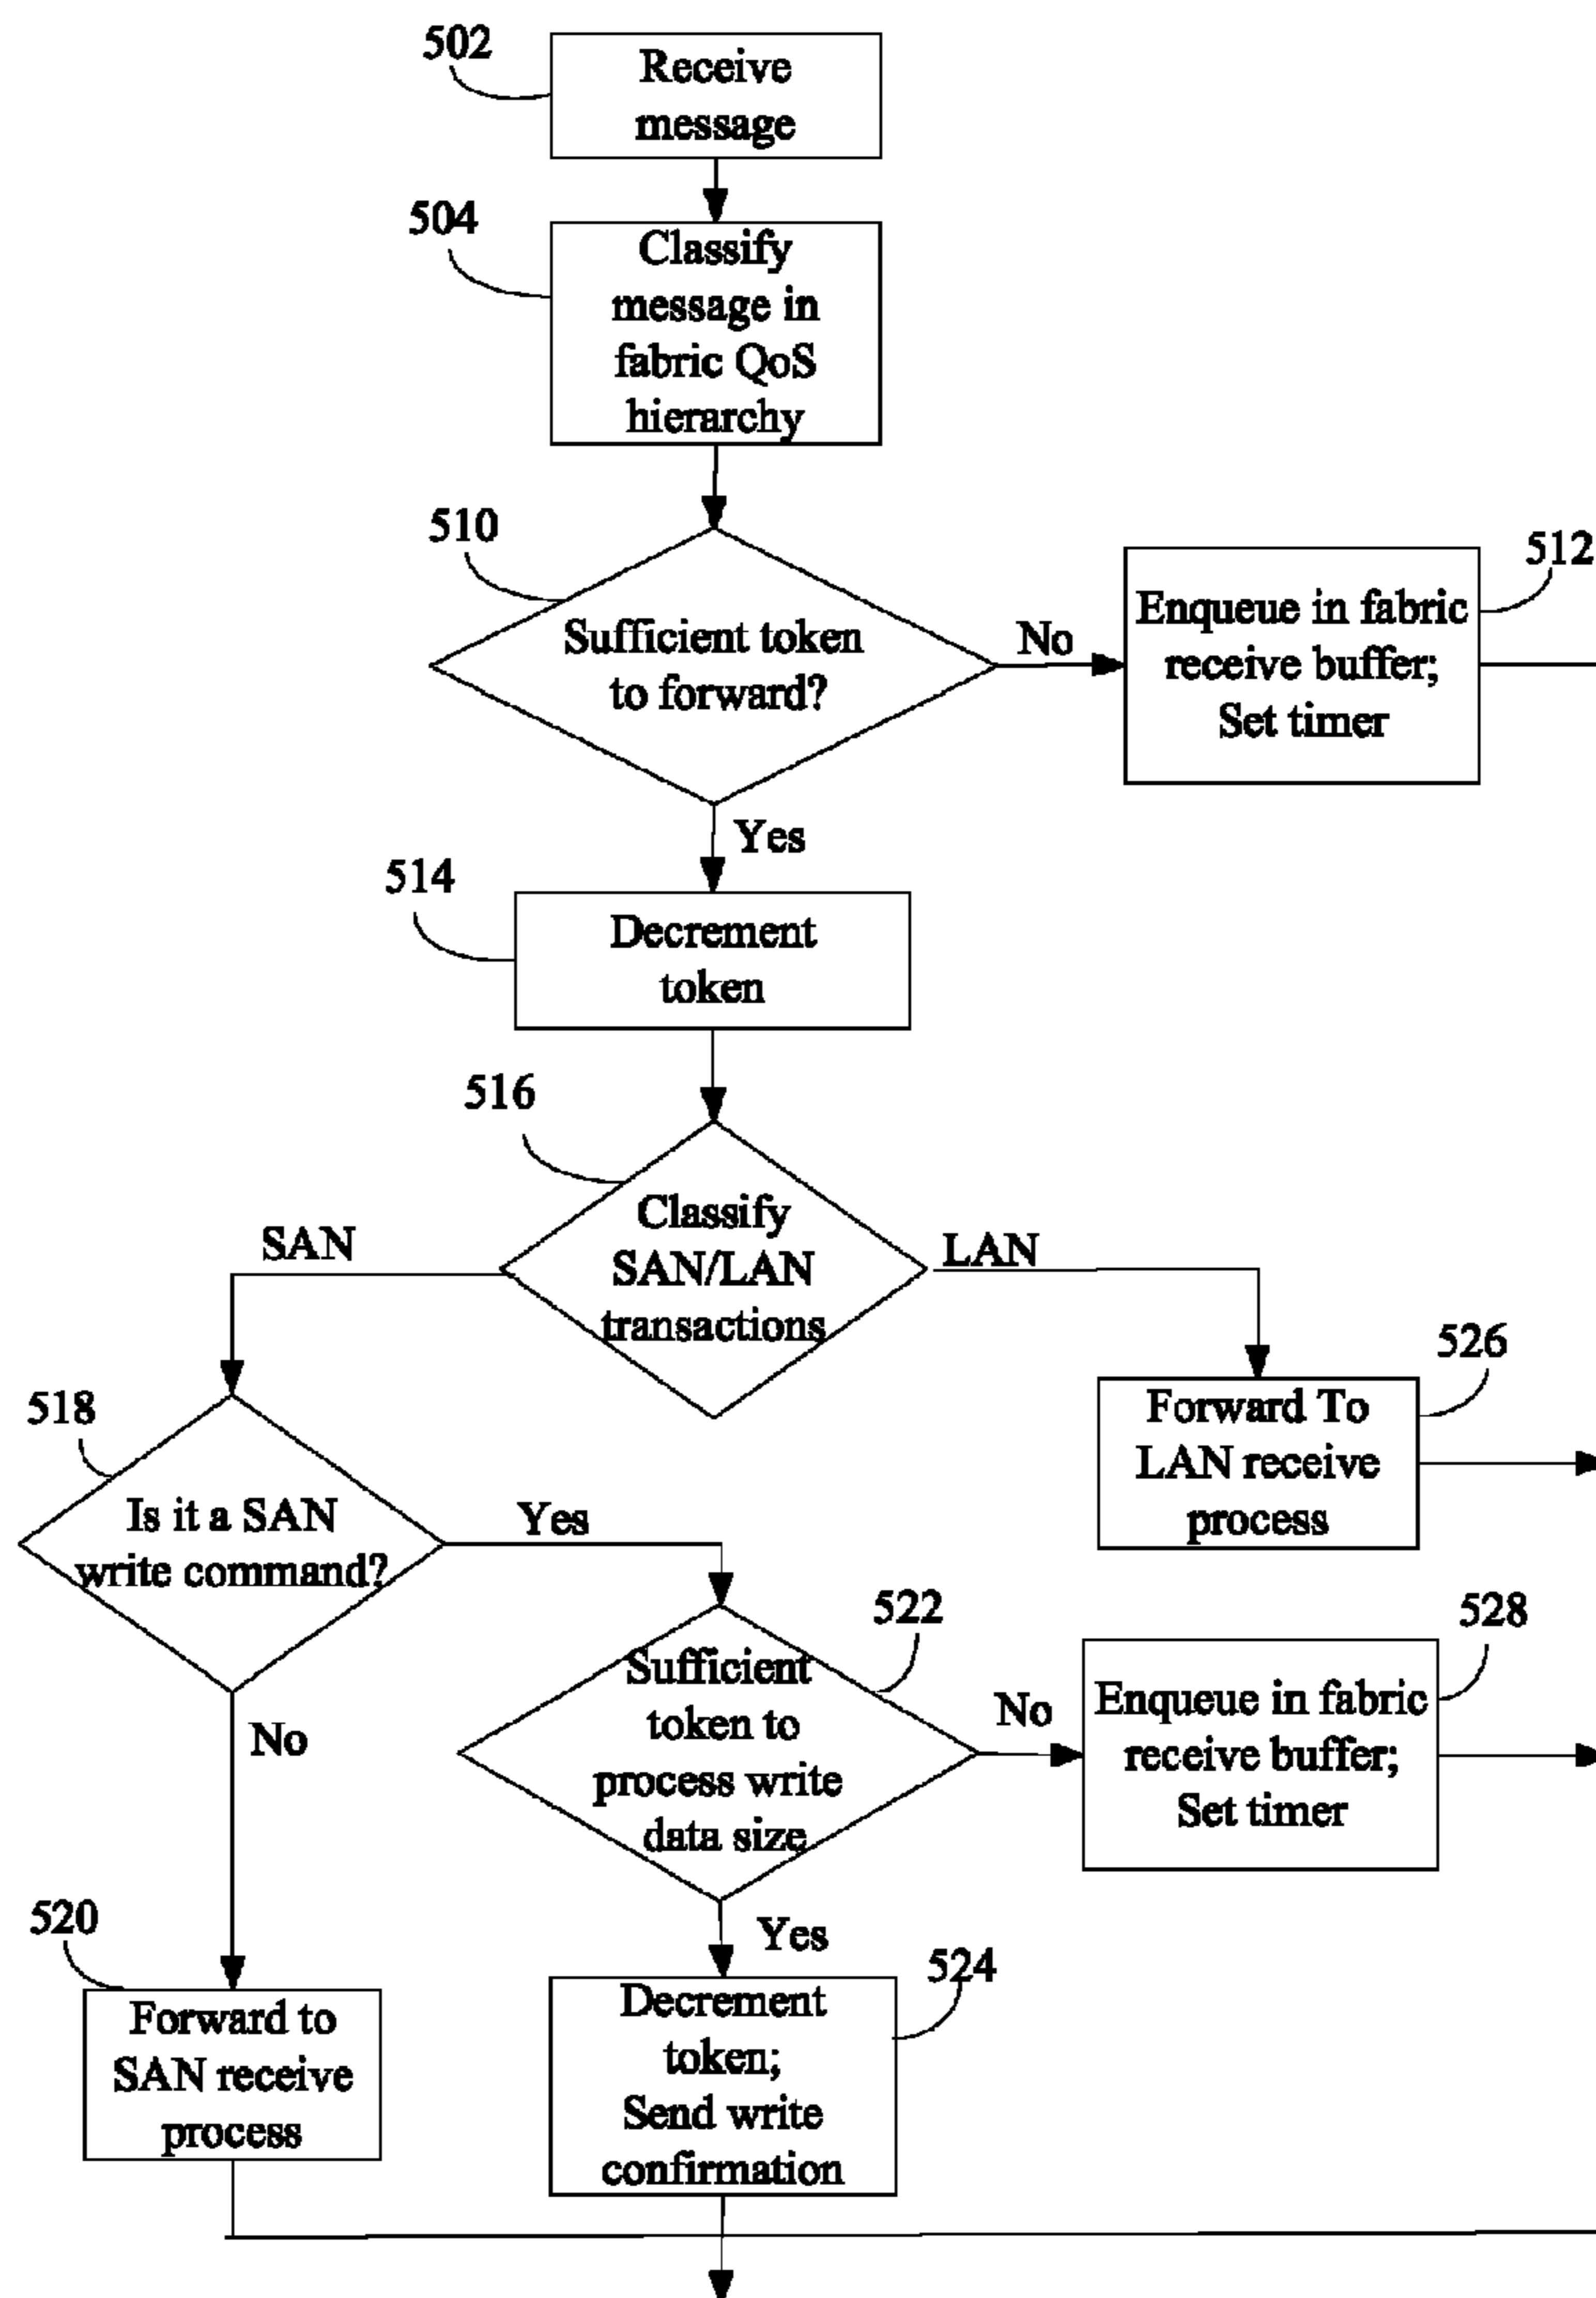 502
Receive
message
504
Classify
message in
fabric QoS
hierarchy
510
Sufficient token
to forward?
No
512
Enqueue in fabric
receive buffer;
Set timer
Yes
514
Decrement
token
516
Classify
SAN/LAN
transactions
SAN
LAN
526
Forward To
LAN receive
process
518
Is it a SAN
write command?
Yes
No
522
Sufficient
token to
process write
data size
No
528
Enqueue in fabric
receive buffer;
Set timer
Yes
520
Forward to
SAN receive
process
524
Decrement
token;
Send write
confirmation